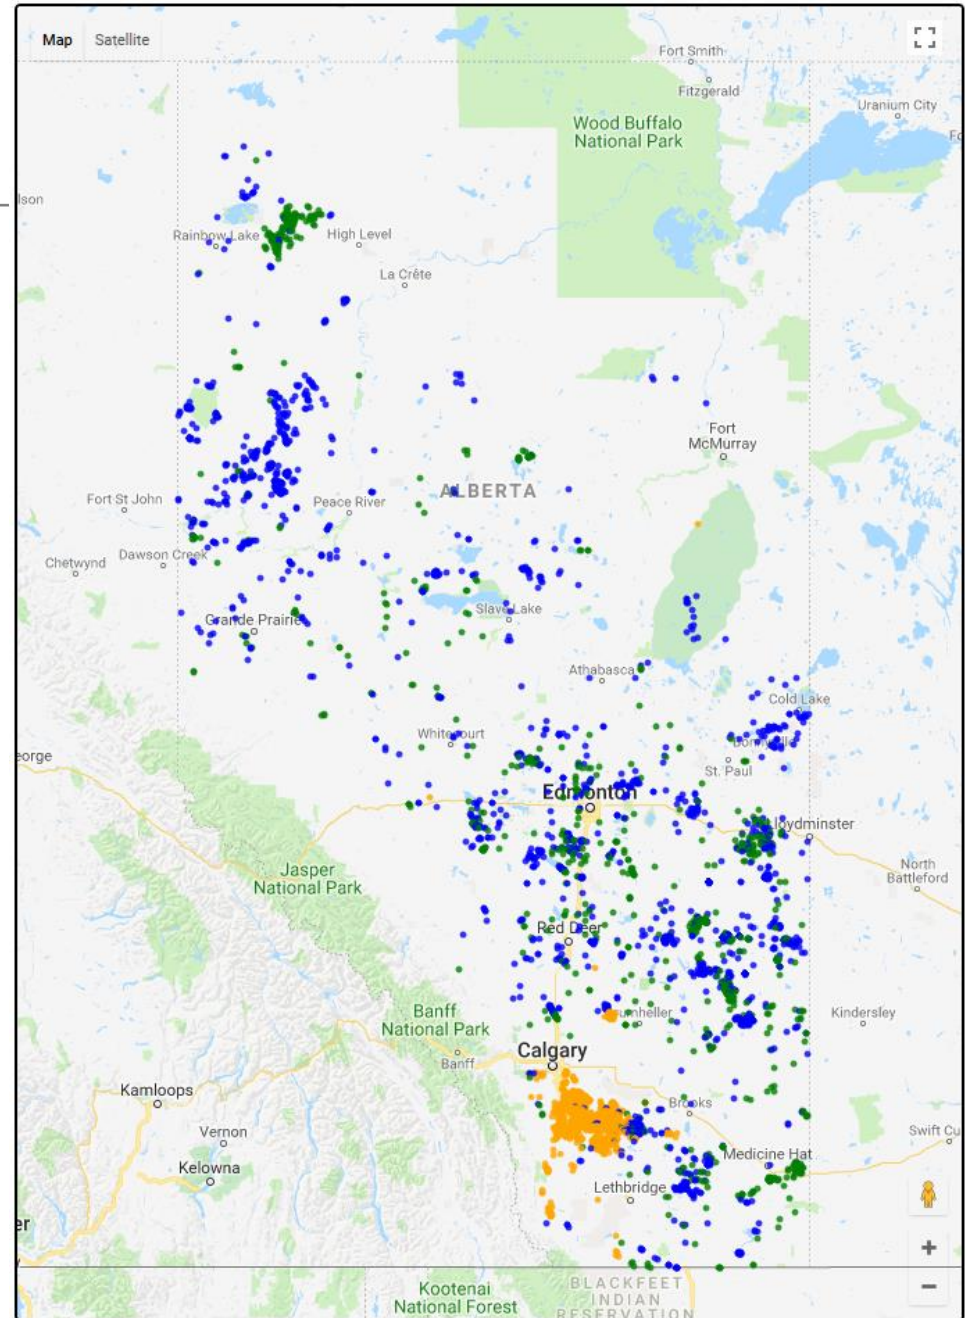 Map
Satellite
Fort Smith
Fitzgerald
Uranium City
Wood Buffalo
National Park
Rainbow Lake
High Level
La Crête
Fort
McMurray
ALBERTA
Fort St John
Peace River
Chetwynd
Dawson Creek
Grande Prairie
Slave Lake
Athabasca
Cold Lake
Whitecourt
St. Paul
Edmonton
Lloydminster
North
Battleford
Jasper
National Park
Red Deer
Banff
National Park
Kindersley
Calgary
Banff
Kamloops
Brooks
Vernon
Swift Cu
Kelowna
Medicine Hat
Lethbridge
Kootenai
National Forest
BLACKFEET
INDIAN
RESERVATION